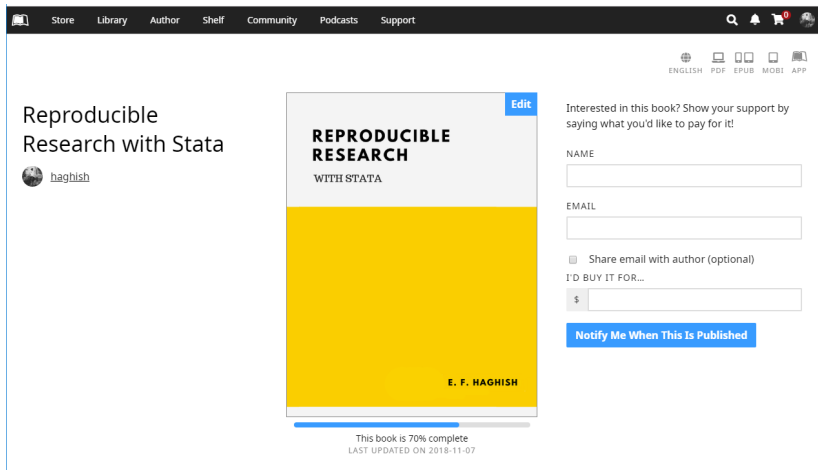 Store Library Author Shelf Community Podcasts Support 0
ENGLISH PDF EPUB MOBI APP
Reproducible
Research with Stata
haghish
Edit
REPRODUCIBLE
RESEARCH
WITH STATA
E. F. HAGHISH
This book is 70% complete
LAST UPDATED ON 2018-11-07
Interested in this book? Show your support by
saying what you'd like to pay for it!
NAME
EMAIL
Share email with author (optional)
I'D BUY IT FOR...
$
Notify Me When This Is Published